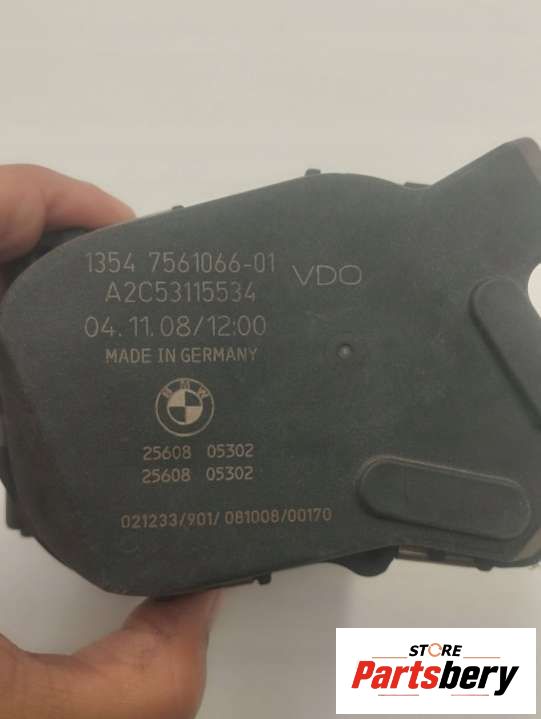 1354 7561066-01
VDO
A2C53115534
04.11.08/12:00
MADE IN GERMANY
BMW
25608 05302
25608 05302
021233/901/081008/00170
STORE
Partsbery